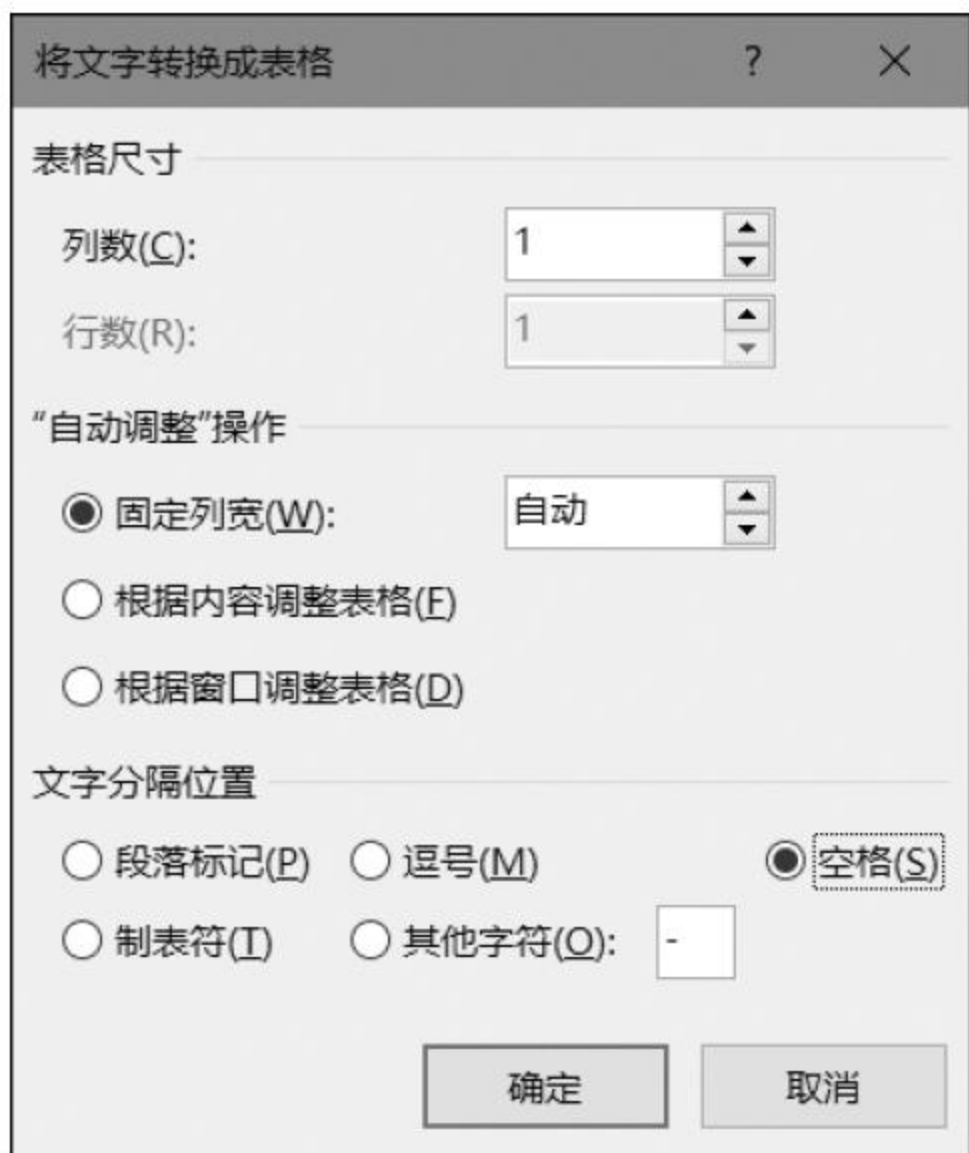 将文字转换成表格 ? ×
表格尺寸
列数(C): 1
行数(R): 1
“自动调整”操作
固定列宽(W): 自动
根据内容调整表格(F)
根据窗口调整表格(D)
文字分隔位置
段落标记(P) 逗号(M) 空格(S)
制表符(T) 其他字符(O): -
确定 取消